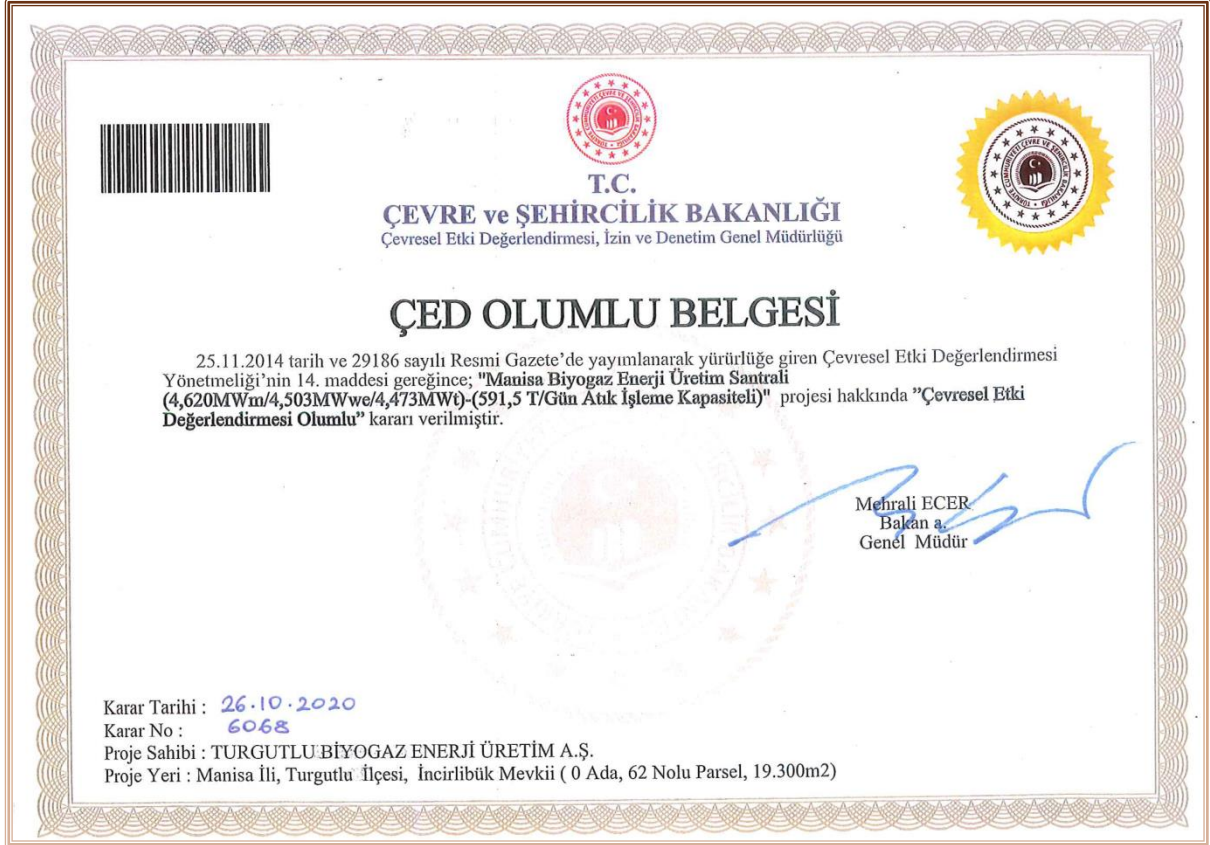 T.C.
ÇEVRE ve ŞEHİRCİLİK BAKANLIĞI
Çevresel Etki Değerlendirmesi, İzin ve Denetim Genel Müdürlüğü
ÇED OLUMLU BELGESİ
25.11.2014 tarih ve 29186 sayılı Resmi Gazete’de yayımlanarak yürürlüğe giren Çevresel Etki Değerlendirmesi
Yönetmeliği’nin 14. maddesi gereğince; "Manisa Biyogaz Enerji Üretim Santrali
(4,620MWm/4,503MWwe/4,473MWt)-(591,5 T/Gün Atık İşleme Kapasiteli)" projesi hakkında ”Çevresel Etki
Değerlendirmesi Olumlu” kararı verilmiştir.
Mehrali ECER
Bakan a.
Genel Müdür
Karar Tarihi : 26.10.2020
Karar No : 6068
Proje Sahibi : TURGUTLU BİYOGAZ ENERJİ ÜRETİM A.Ş.
Proje Yeri : Manisa İli, Turgutlu İlçesi, İncirlibük Mevkii ( 0 Ada, 62 Nolu Parsel, 19.300m2)